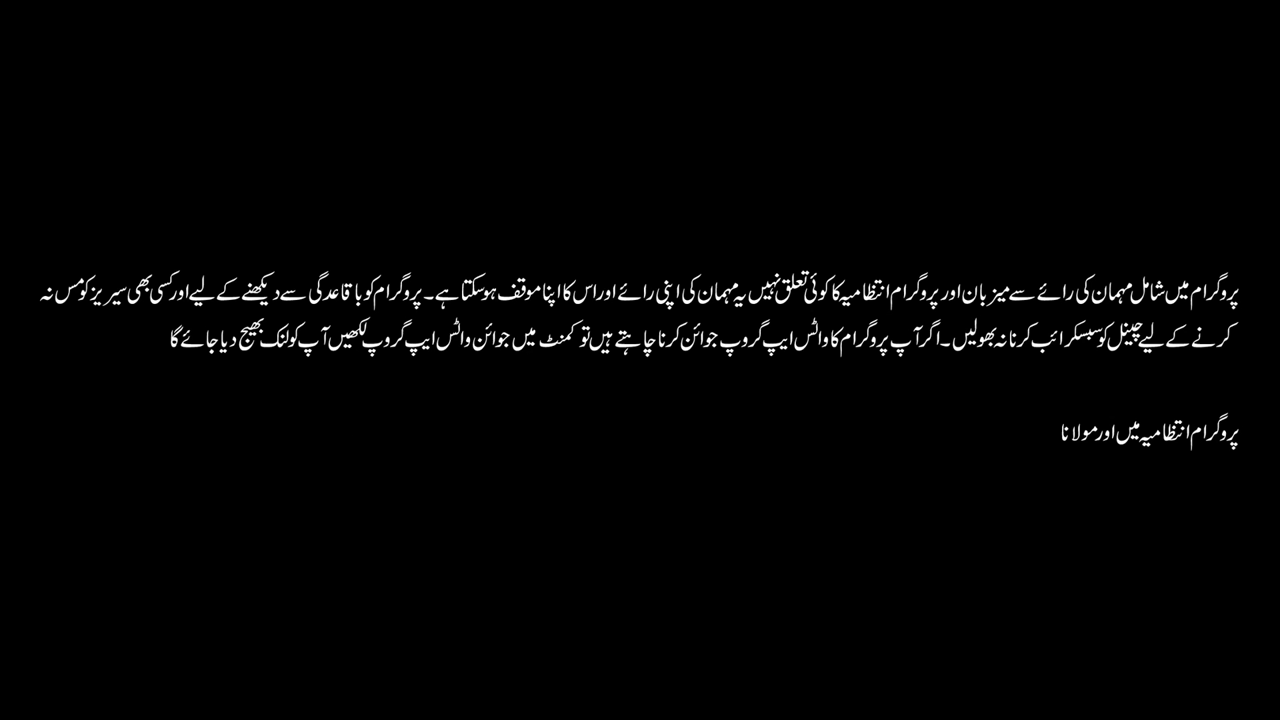 پروگرام میں شامل مہمان کی رائے سے میزبان اور پروگرام انتظامیہ کا کوئی تعلق نہیں یہ مہمان کی اپنی رائے اور اس کا اپنا موقف ہو سکتا ہے۔ پروگرام کو باقاعدگی سے دیکھنے کے لیے اور کسی بھی سیریز کو مس نہ
کرنے کے لیے چینل کو سبسکرائب کرنا نہ بھولیں۔ اگر آپ پروگرام کا واٹس ایپ گروپ جوائن کرنا چاہتے ہیں تو کمنٹ میں جوائن واٹس ایپ گروپ لکھیں آپ کو لنک بھیج دیا جائے گا
پروگرام انتظامیہ میں اور مولانا